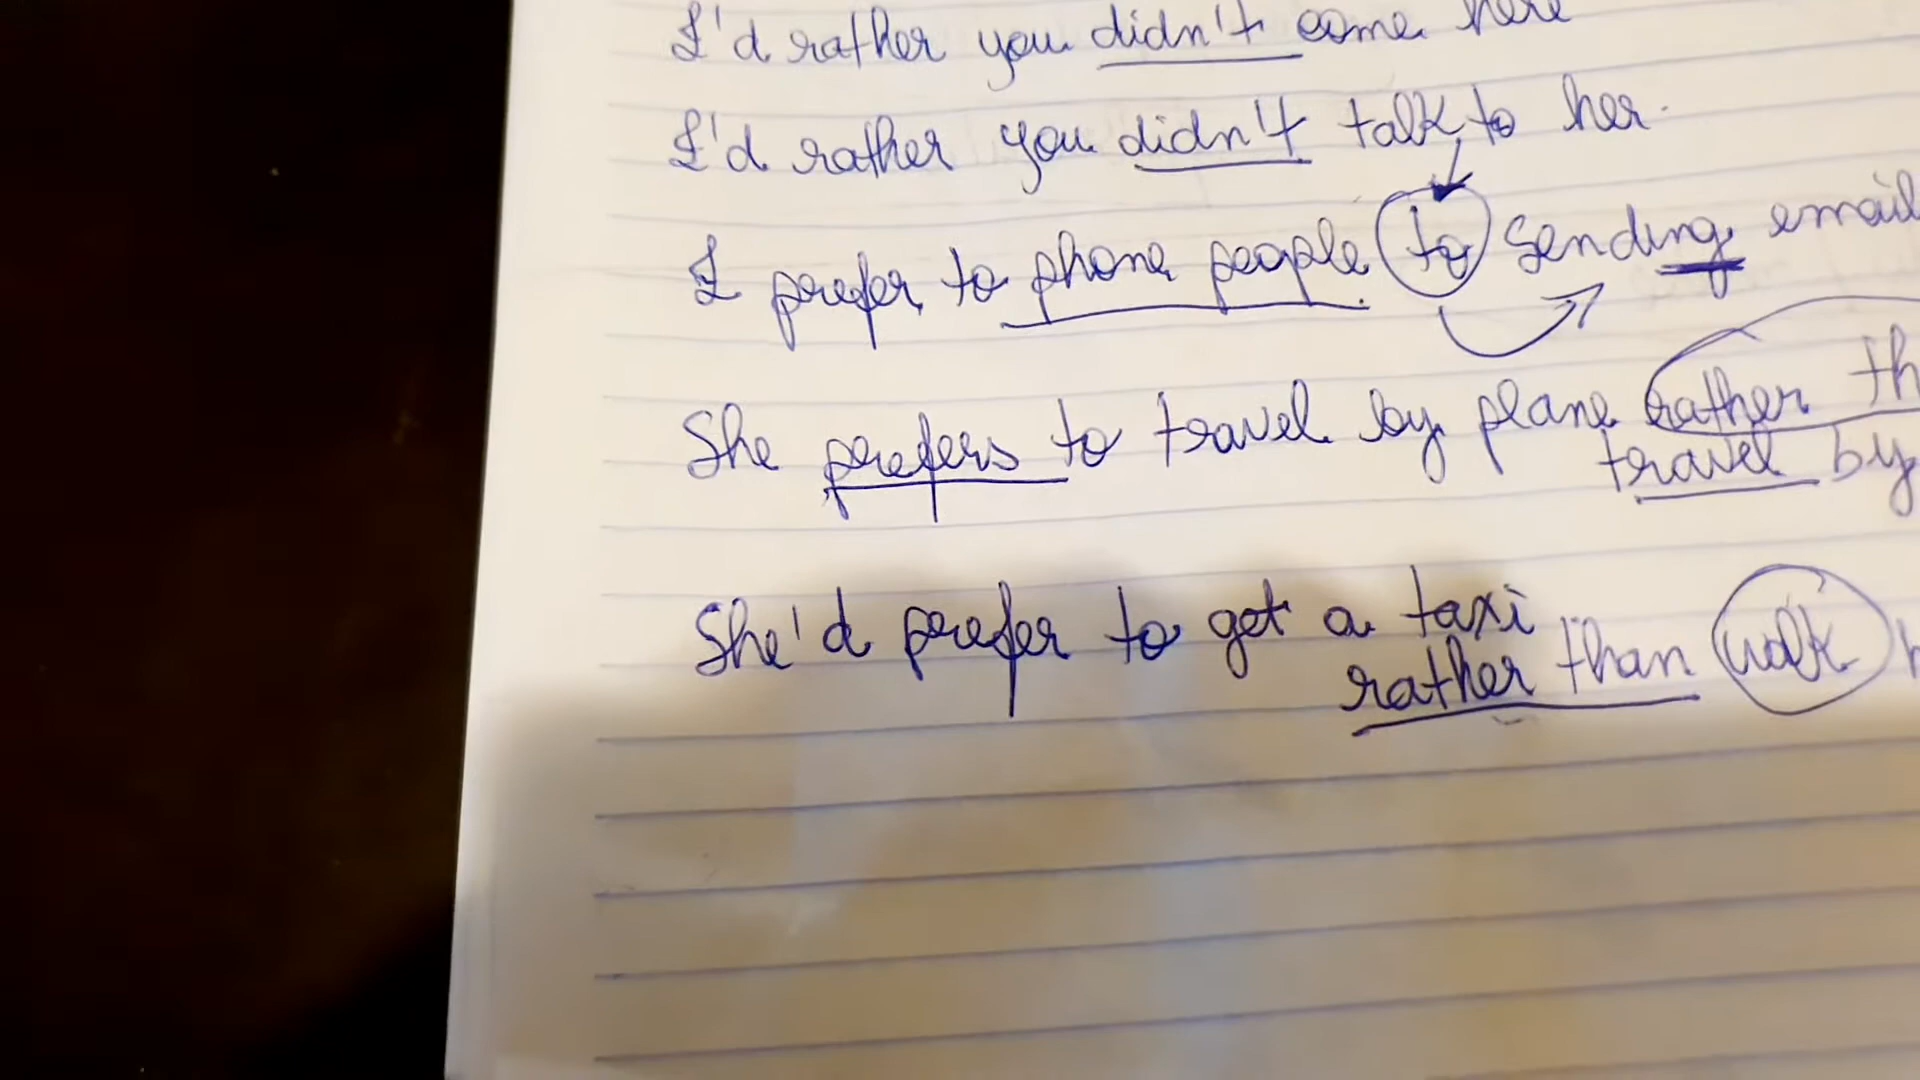 I'd rather you didn't come here
I'd rather you didn't talk to her.
I prefer to phone people to sending email
She prefers to travel by plane rather th
travel by
She'd prefer to get a taxi
rather than walk h